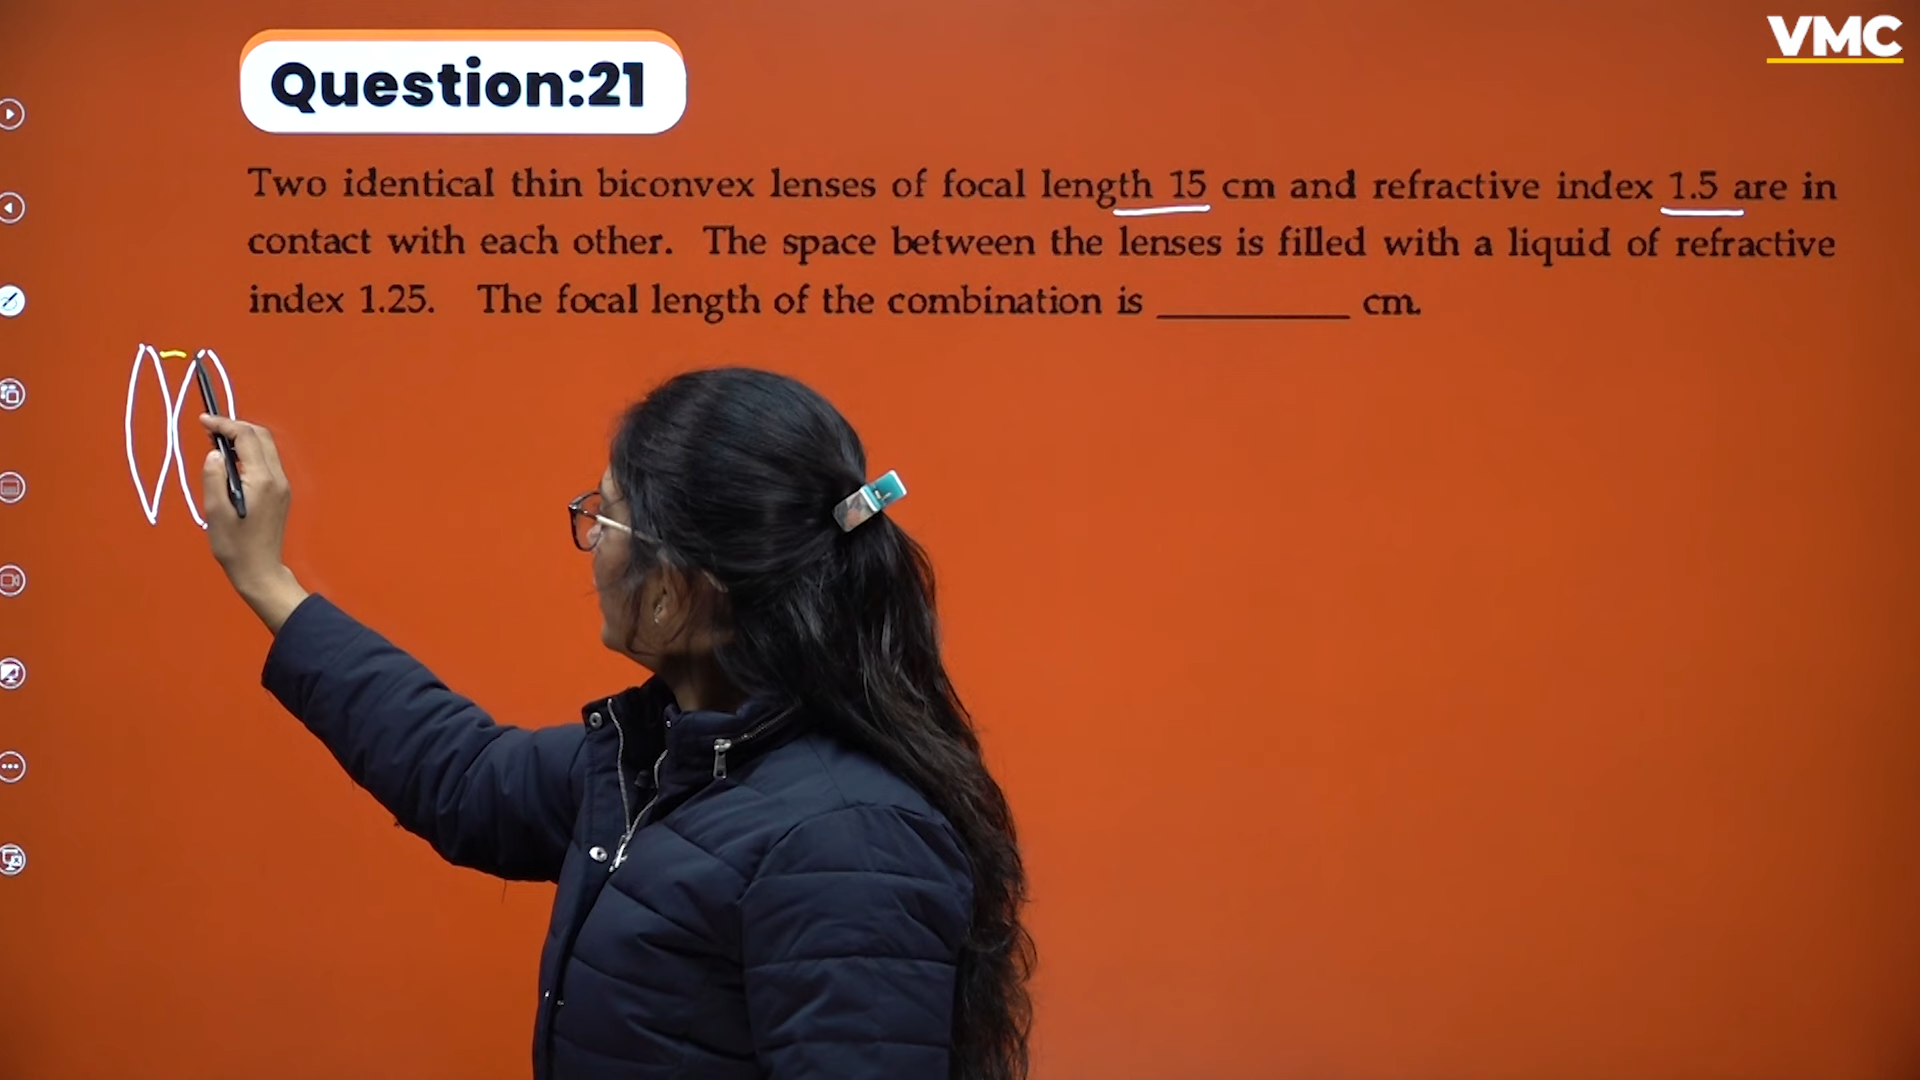 VMC
Question:21
Two identical thin biconvex lenses of focal length 15 cm and refractive index 1.5 are in
contact with each other. The space between the lenses is filled with a liquid of refractive
index 1.25. The focal length of the combination is __________ cm.